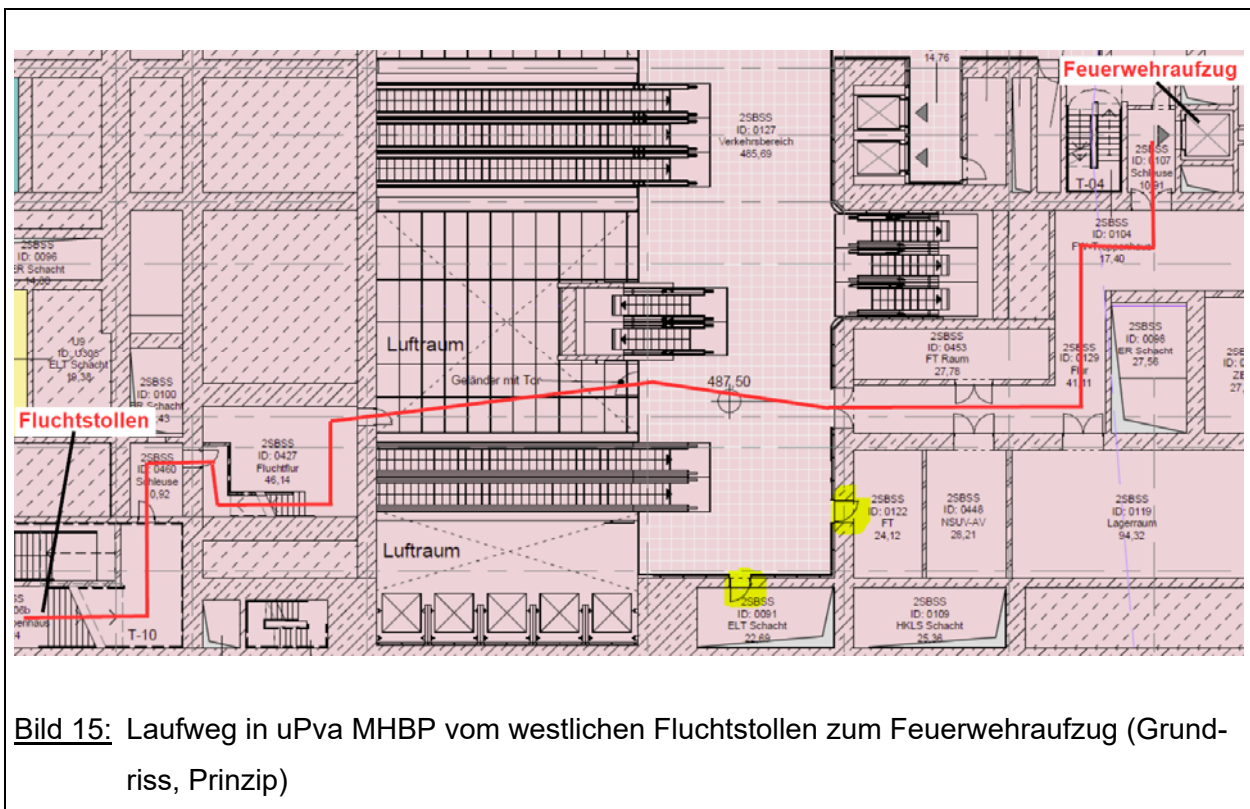 14,76
Feuerwehraufzug
2SBSS
ID: 0127
Verkehrsbereich
485,69
2SBSS
ID: 0107
Schleuse
10,91
T-04
2SBSS
ID: 0104
FW-Treppenhaus
17,40
2SBSS
ID: 0096
ER Schacht
Luftraum
2SBSS
ID: 0453
FT Raum
27,78
2SBSS
ID: 0129
Flur
41,11
2SBSS
ID: 0098
ER Schacht
27,56
U9
ELT Schacht
19,38
2SBSS
ID: 0100
Geländer mit Tor
487,50
Fluchtstollen
2SBSS
ID: 0460
Schleuse
0,92
2SBSS
ID: 0427
Fluchtflur
46,14
2SBSS
ID: 0122
FT
24,12
2SBSS
ID: 0448
NSUV-AV
28,21
2SBSS
ID: 0119
Lagerraum
94,32
Luftraum
T-10
2SBSS
ID: 0091
ELT Schacht
22,69
2SBSS
ID: 0109
HKLS Schacht
25,36
Bild 15: Laufweg in uPva MHBP vom westlichen Fluchtstollen zum Feuerwehraufzug (Grund-
riss, Prinzip)